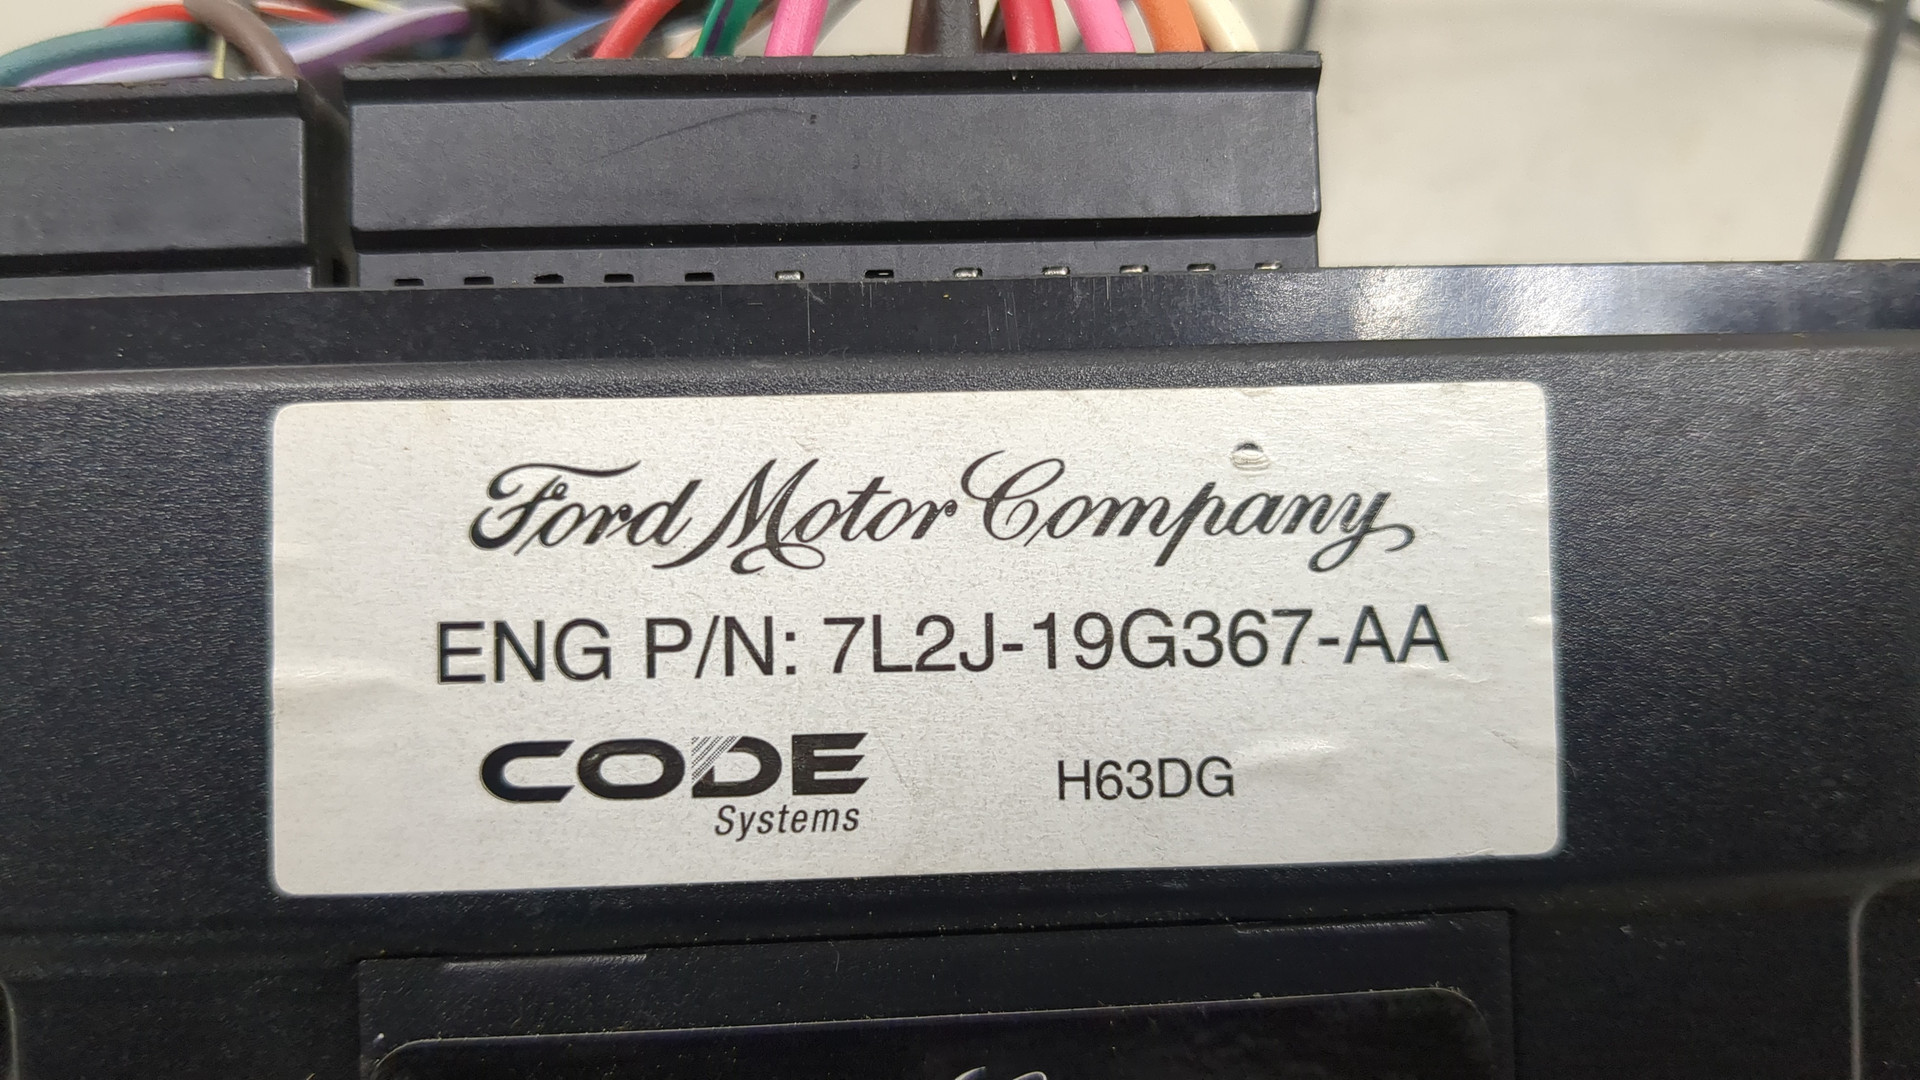 Ford Motor Company
ENG P/N: 7L2J-19G367-AA
CODE
Systems
H63DG